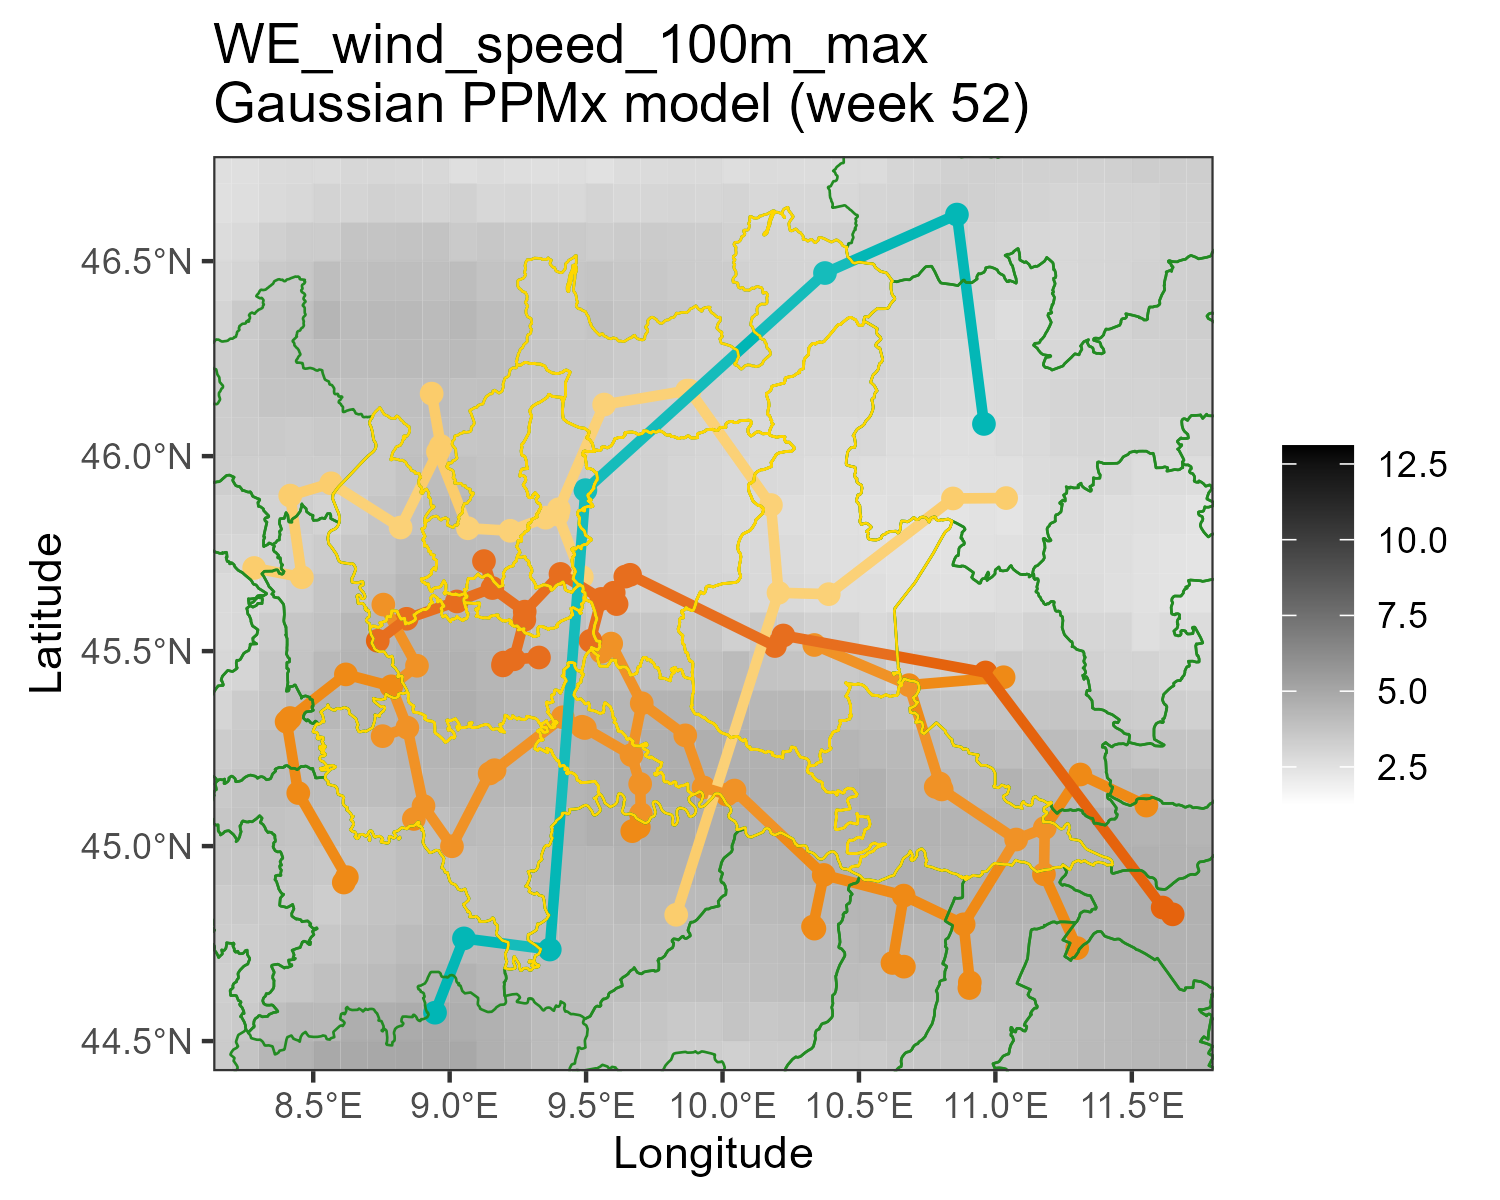 WE_wind_speed_100m_max
Gaussian PPMx model (week 52)
46.5°N
46.0°N
45.5°N
45.0°N
44.5°N
Latitude
8.5°E 9.0°E 9.5°E 10.0°E 10.5°E 11.0°E 11.5°E
Longitude
12.5
10.0
7.5
5.0
2.5